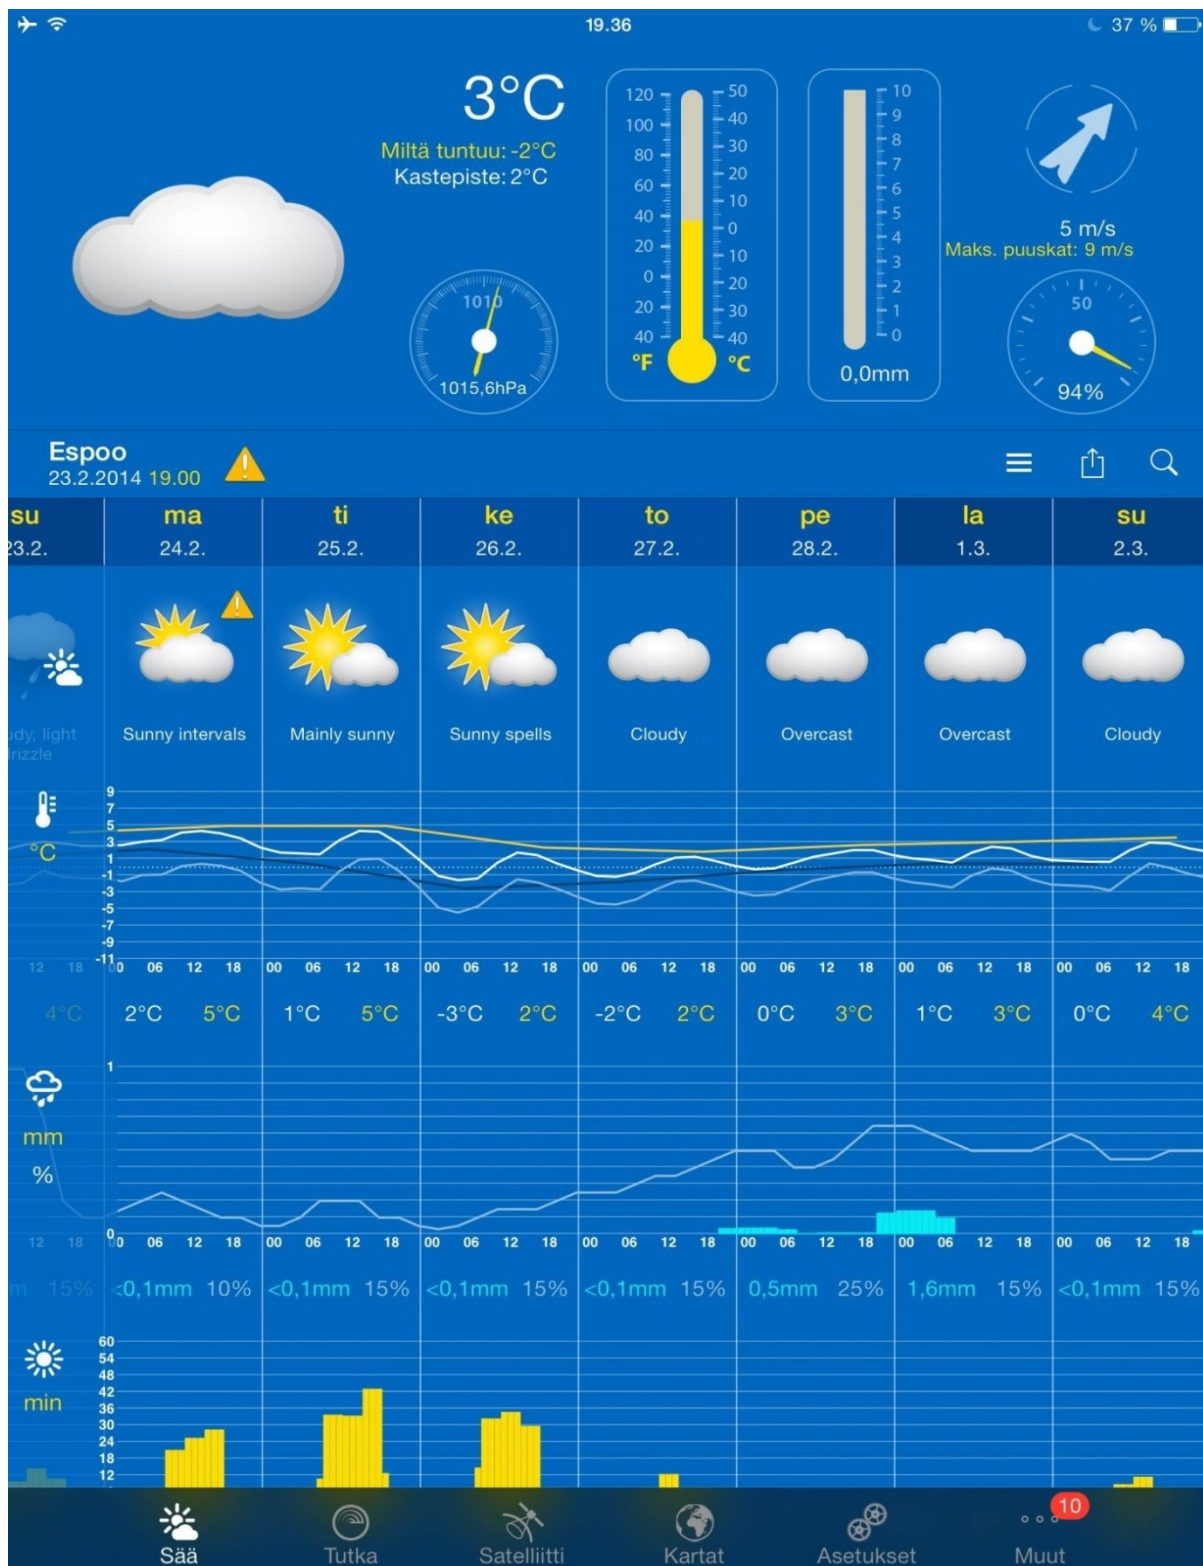 19.36
37 %
3°C
Miltä tuntuu: -2°C
Kastepiste: 2°C
1010
1015,6hPa
120
100
80
60
40
20
0
20
40
°F
50
40
30
20
10
0
10
20
30
40
°C
10
9
8
7
6
5
4
3
2
1
0
0,0mm
5 m/s
Maks. puuskat: 9 m/s
50
94%
Espoo
23.2.2014 19.00
su ma ti ke to pe la su
23.2. 24.2. 25.2. 26.2. 27.2. 28.2. 1.3. 2.3.
light Sunny intervals Mainly sunny Sunny spells Cloudy Overcast Overcast Cloudy
°C
9
7
5
3
1
-1
-3
-5
-7
-9
-11
12 18 00 06 12 18 00 06 12 18 00 06 12 18 00 06 12 18 00 06 12 18 00 06 12 18 00 06 12 18
4°C 2°C 5°C 1°C 5°C -3°C 2°C -2°C 2°C 0°C 3°C 1°C 3°C 0°C 4°C
1
mm
%
0
12 18 00 06 12 18 00 06 12 18 00 06 12 18 00 06 12 18 00 06 12 18 00 06 12 18 00 06 12 18
15% <0,1mm 10% <0,1mm 15% <0,1mm 15% <0,1mm 15% 0,5mm 25% 1,6mm 15% <0,1mm 15%
min
60
54
48
42
36
30
24
18
12
10
Sää Tutka Satelliitti Kartat Asetukset Muut